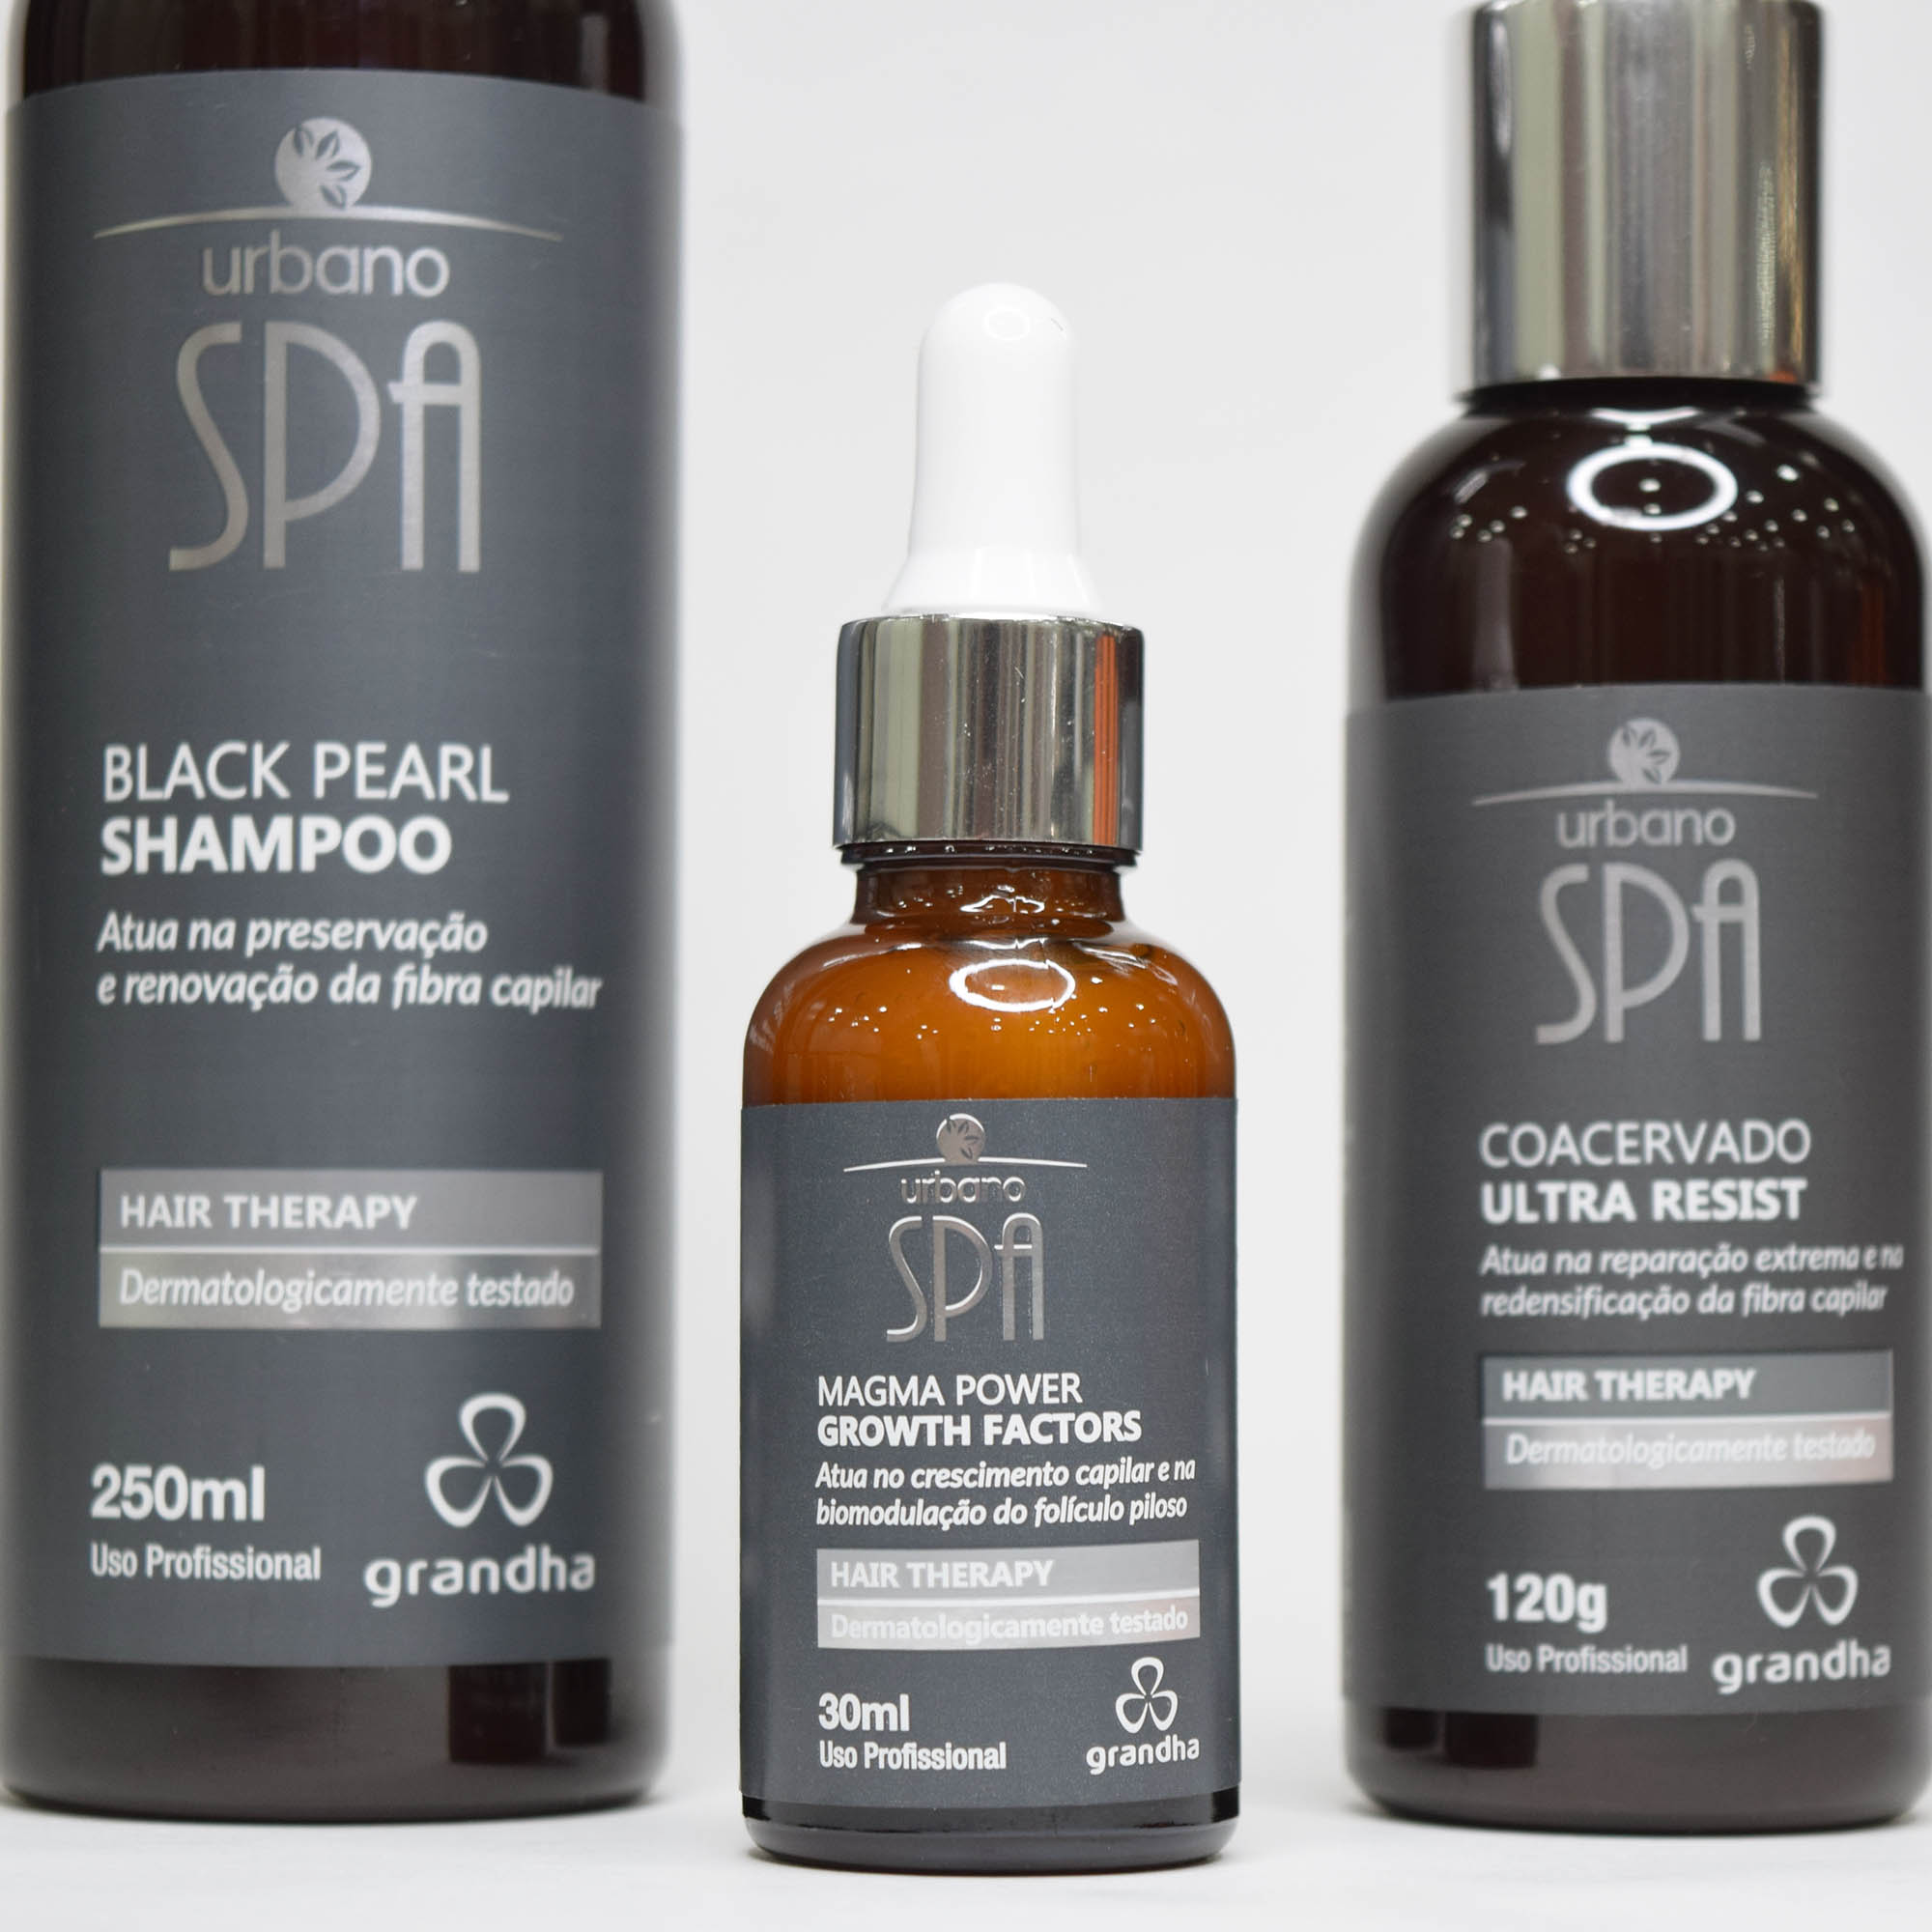 urbano
SPA
BLACK PEARL
SHAMPOO
Atua na preservação
e renovação da fibra capilar
HAIR THERAPY
Dermatologicamente testado
250ml
Uso Profissional
grandha
urbano
SPA
MAGMA POWER
GROWTH FACTORS
Atua no crescimento capilar e na
biomodulação do folículo piloso
HAIR THERAPY
Dermatologicamente testado
30ml
Uso Profissional
grandha
urbano
SPA
COACERVADO
ULTRA RESIST
Atua na reparação extrema e na
redensificação da fibra capilar
HAIR THERAPY
Dermatologicamente testado
120g
Uso Profissional
grandha